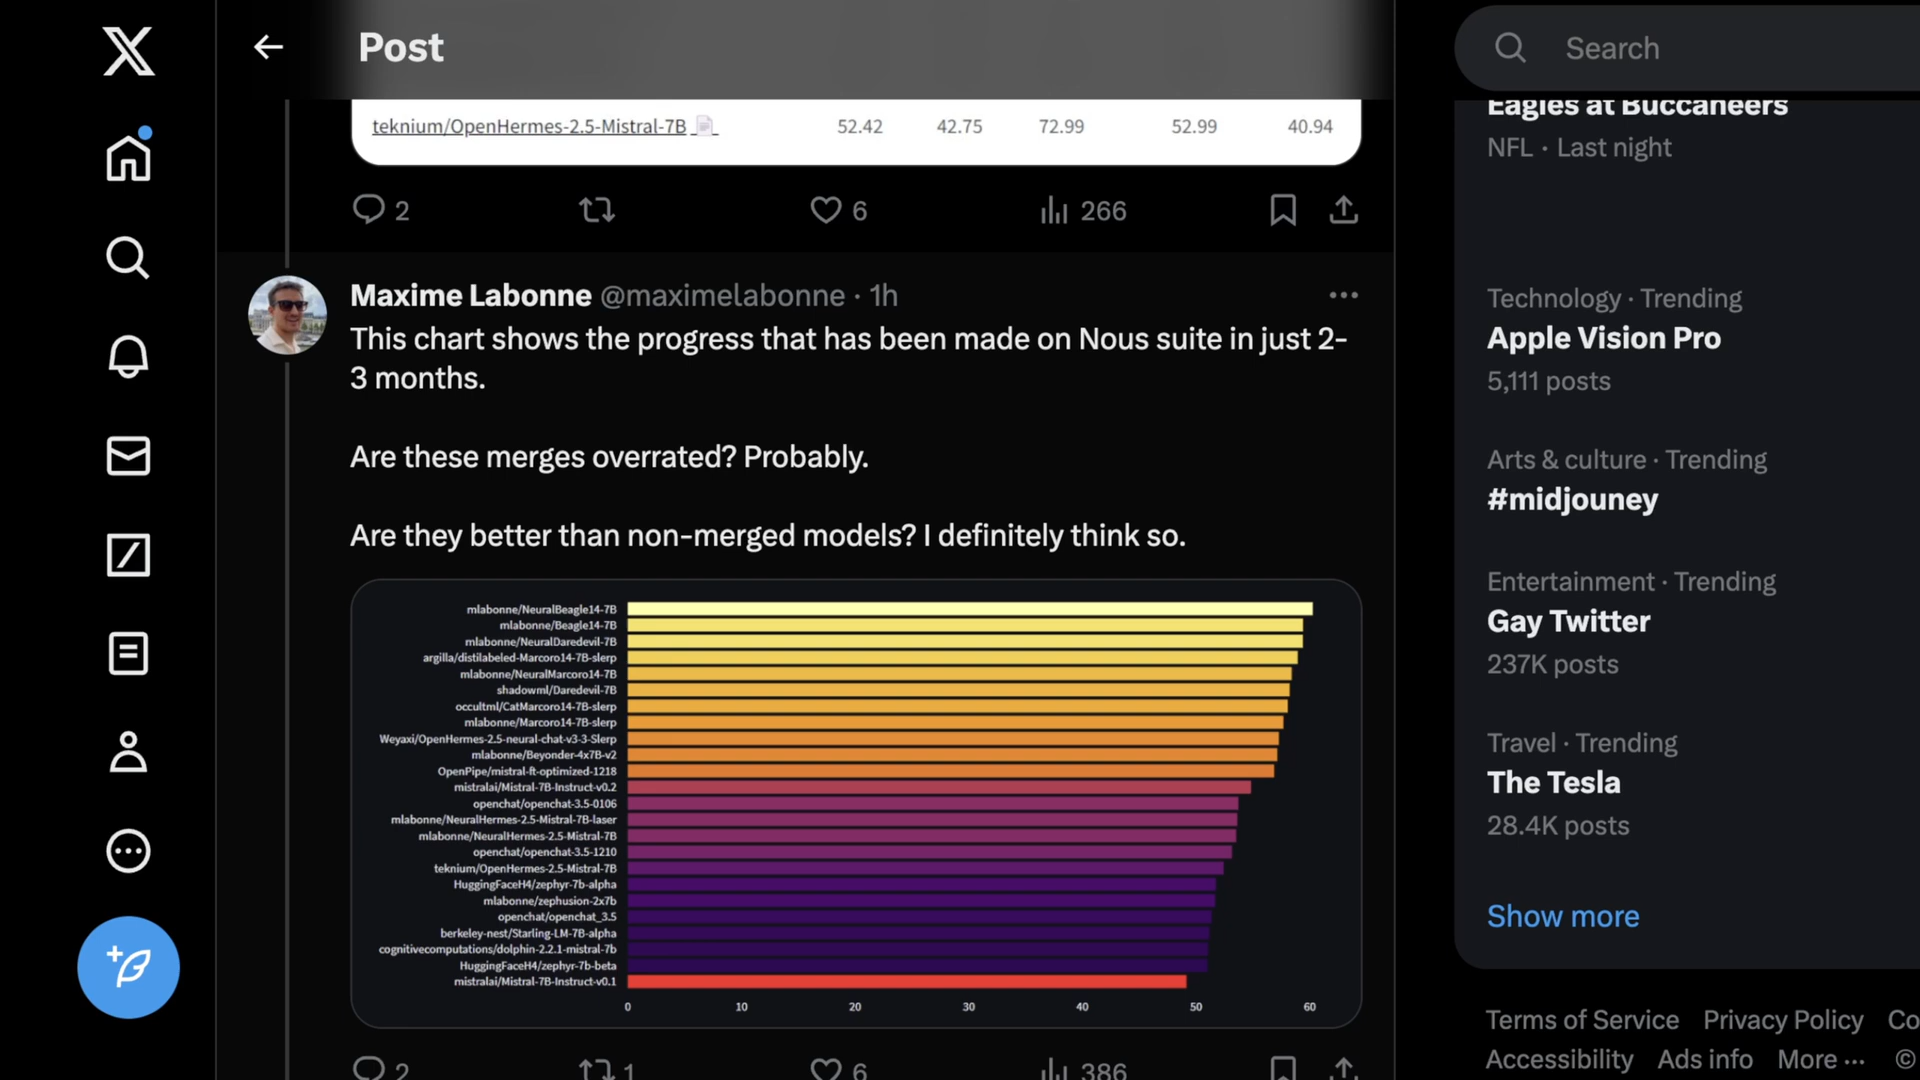 Post
teknium/OpenHermes-2.5-Mistral-7B 52.42 42.75 72.99 52.99 40.94
2 6 266
Maxime Labonne @maximelabonne · 1h
This chart shows the progress that has been made on Nous suite in just 2-
3 months.
Are these merges overrated? Probably.
Are they better than non-merged models? I definitely think so.
mlabonne/NeuralBeagle14-7B
mlabonne/Beagle14-7B
mlabonne/NeuralDaredevil-7B
argilla/distilabeled-Marcoro14-7B-slerp
mlabonne/NeuralMarcoro14-7B
shadowml/Daredevil-7B
occultml/CatMarcoro14-7B-slerp
mlabonne/Marcoro14-7B-slerp
Weyaxi/OpenHermes-2.5-neural-chat-v3-3-Slerp
mlabonne/Beyonder-4x7B-v2
OpenPipe/mistral-ft-optimized-1218
mistralai/Mistral-7B-Instruct-v0.2
openchat/openchat-3.5-0106
mlabonne/NeuralHermes-2.5-Mistral-7B-laser
mlabonne/NeuralHermes-2.5-Mistral-7B
openchat/openchat-3.5-1210
teknium/OpenHermes-2.5-Mistral-7B
HuggingFaceH4/zephyr-7b-alpha
mlabonne/zephusion-2x7b
openchat/openchat_3.5
berkeley-nest/Starling-LM-7B-alpha
cognitivecomputations/dolphin-2.2.1-mistral-7b
HuggingFaceH4/zephyr-7b-beta
mistralai/Mistral-7B-Instruct-v0.1
0 10 20 30 40 50 60
2 1 6 386
Search
Eagles at Buccaneers
NFL · Last night
Technology · Trending
Apple Vision Pro
5,111 posts
Arts & culture · Trending
#midjouney
Entertainment · Trending
Gay Twitter
237K posts
Travel · Trending
The Tesla
28.4K posts
Show more
Terms of Service Privacy Policy Co
Accessibility Ads info More ··· ©